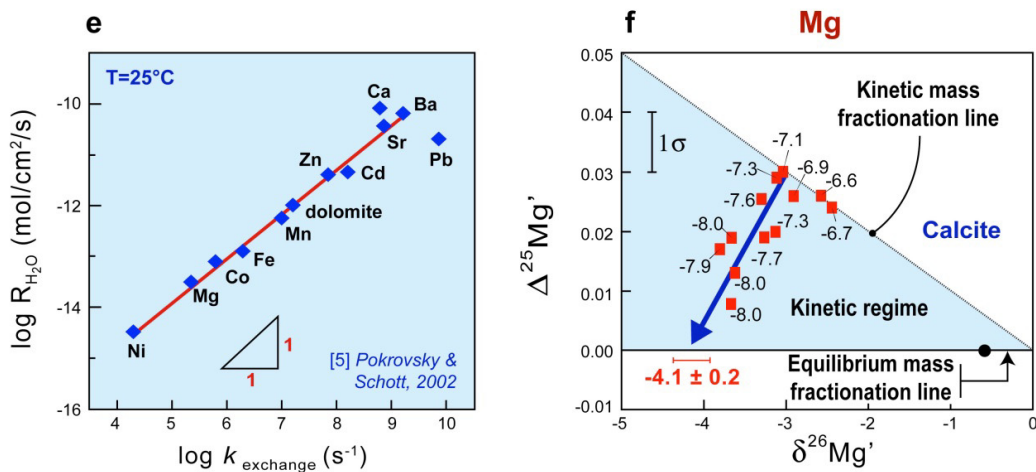 e
T=25°C
log R_H₂O (mol/cm²/s)
-10
-12
-14
-16
Ca
Ba
Sr
Pb
Zn
Cd
dolomite
Mn
Fe
Co
Mg
Ni
1
1
[5] Pokrovsky &
Schott, 2002
4 5 6 7 8 9 10
log k exchange (s⁻¹)
f
Mg
Δ²⁵Mg'
0.05
0.04
0.03
0.02
0.01
0.00
-0.01
1σ
Kinetic mass
fractionation line
-7.1
-7.3
-6.9
-6.6
-7.6
-6.7
-8.0
-7.3
Calcite
-7.9
-7.7
-8.0
-8.0
Kinetic regime
-4.1 ± 0.2
Equilibrium mass
fractionation line
-5 -4 -3 -2 -1 0
δ²⁶Mg'